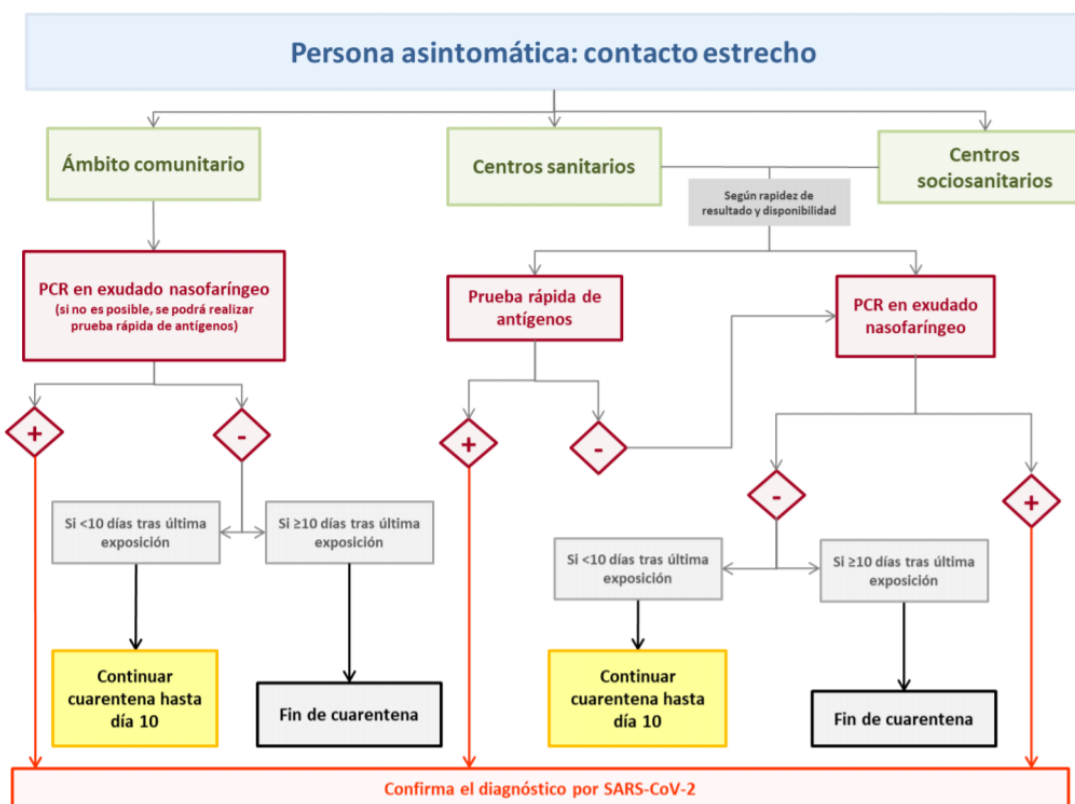 Persona asintomática: contacto estrecho
Ámbito comunitario
Centros sanitarios
Centros
sociosanitarios
Según rapidez de
resultado y disponibilidad
PCR en exudado nasofaríngeo
(si no es posible, se podrá realizar
prueba rápida de antígenos)
Prueba rápida de
antígenos
PCR en exudado
nasofaríngeo
+
-
+
-
-
+
Si <10 días tras última
exposición
Si ≥10 días tras última
exposición
Si <10 días tras última
exposición
Si ≥10 días tras última
exposición
Continuar
cuarentena hasta
día 10
Fin de cuarentena
Continuar
cuarentena hasta
día 10
Fin de cuarentena
Confirma el diagnóstico por SARS-CoV-2